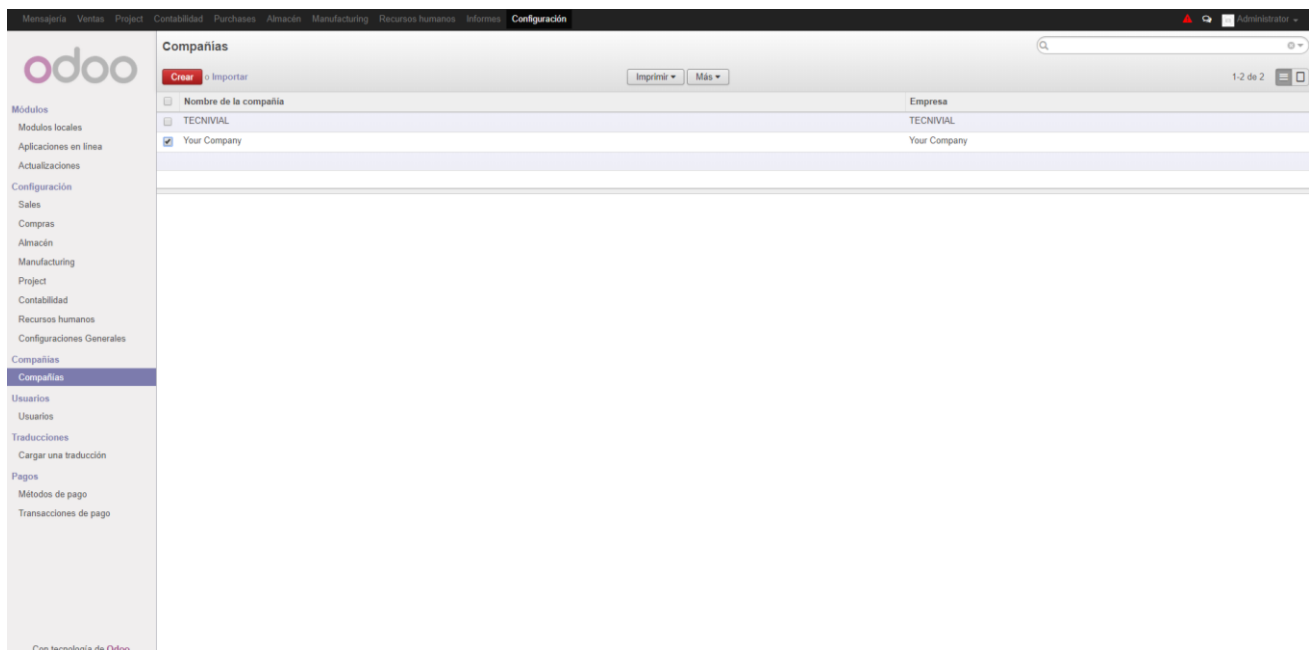 Mensajería Ventas Project Contabilidad Purchases Almacén Manufacturing Recursos humanos Informes Configuración Administrator
odoo
Compañías
Crear o Importar Imprimir Más 1-2 de 2
Nombre de la compañía Empresa
TECNIVIAL TECNIVIAL
Your Company Your Company
Módulos
Modulos locales
Aplicaciones en línea
Actualizaciones
Configuración
Sales
Compras
Almacén
Manufacturing
Project
Contabilidad
Recursos humanos
Configuraciones Generales
Compañías
Compañías
Usuarios
Usuarios
Traducciones
Cargar una traducción
Pagos
Métodos de pago
Transacciones de pago
Con tecnología de Odoo